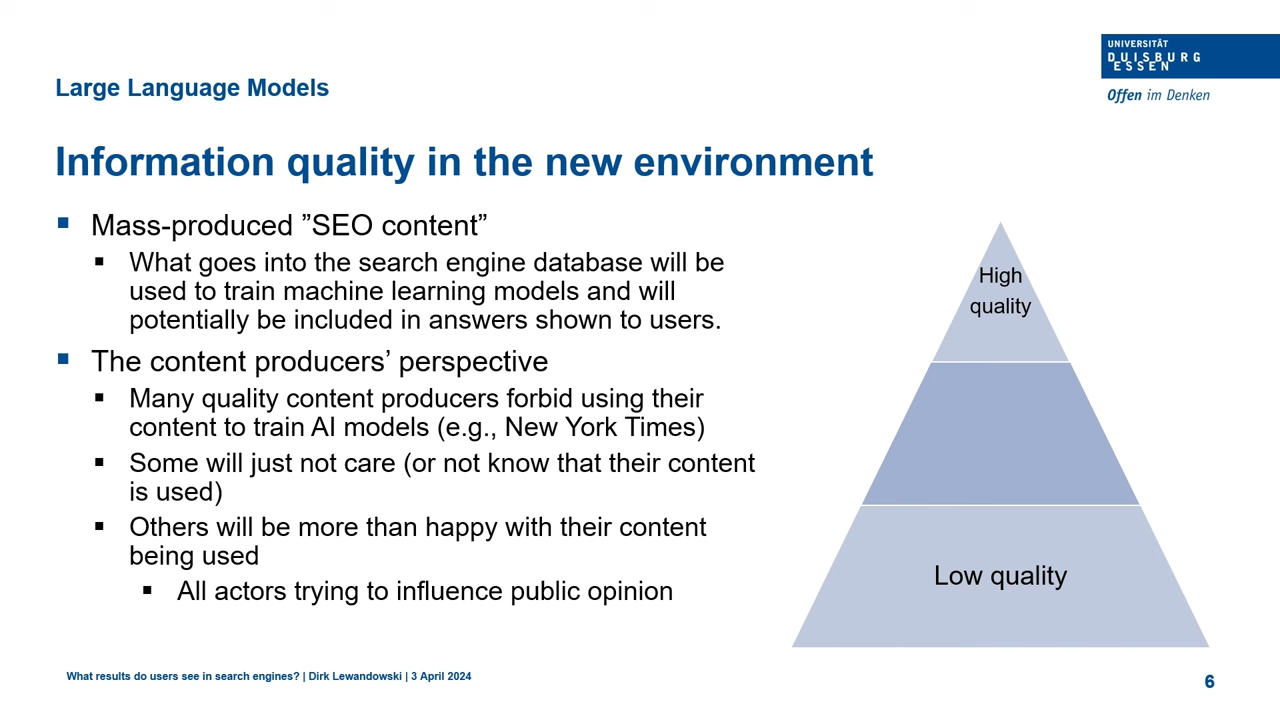 UNIVERSITÄT
DUISBURG
ESSEN
Offen im Denken
Large Language Models
Information quality in the new environment
▪ Mass-produced ”SEO content”
▪ What goes into the search engine database will be
used to train machine learning models and will
potentially be included in answers shown to users.
▪ The content producers’ perspective
▪ Many quality content producers forbid using their
content to train AI models (e.g., New York Times)
▪ Some will just not care (or not know that their content
is used)
▪ Others will be more than happy with their content
being used
▪ All actors trying to influence public opinion
High
quality
Low quality
What results do users see in search engines? | Dirk Lewandowski | 3 April 2024
6